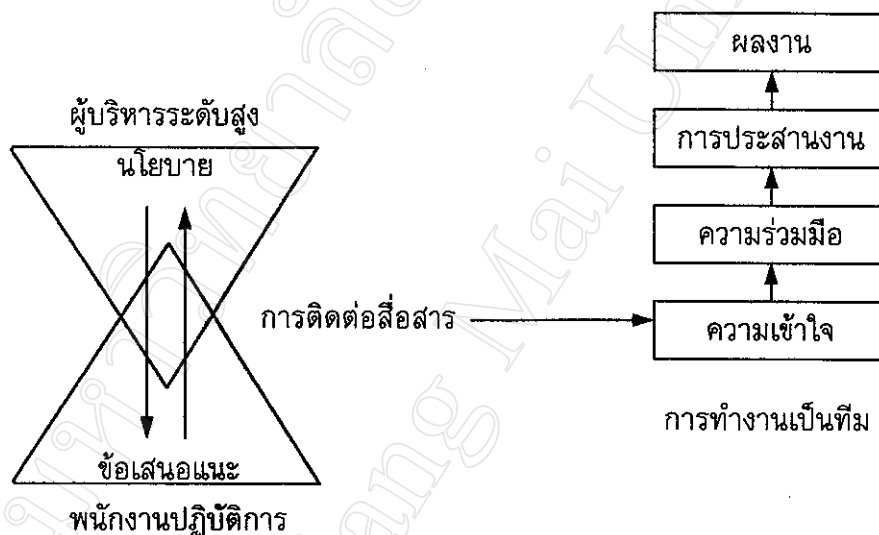 ผลงาน
ผู้บริหารระดับสูง
การประสานงาน
นโยบาย
ความร่วมมือ
การติดต่อสื่อสาร
ความเข้าใจ
การทำงานเป็นทีม
ข้อเสนอแนะ
พนักงานปฏิบัติการ
ang Mai Uni